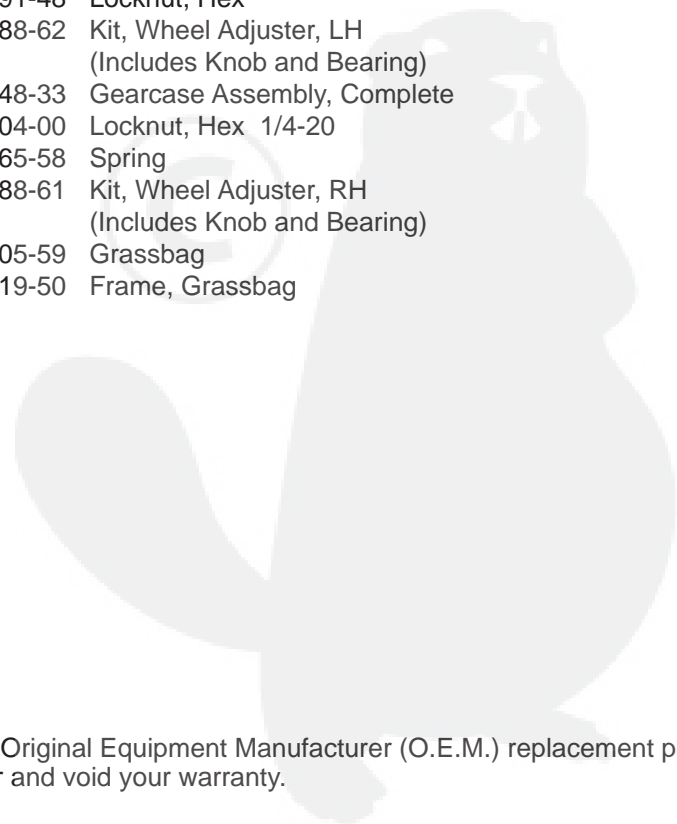 91-48 Locknut, Hex
88-62 Kit, Wheel Adjuster, LH
(Includes Knob and Bearing)
48-33 Gearcase Assembly, Complete
04-00 Locknut, Hex 1/4-20
65-58 Spring
88-61 Kit, Wheel Adjuster, RH
(Includes Knob and Bearing)
05-59 Grassbag
19-50 Frame, Grassbag
©
Original Equipment Manufacturer (O.E.M.) replacement p
r and void your warranty.